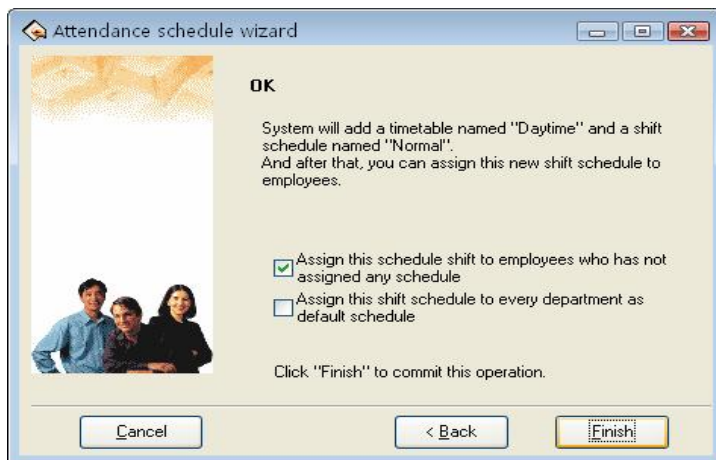 Attendance schedule wizard
OK
System will add a timetable named "Daytime" and a shift
schedule named "Normal".
And after that, you can assign this new shift schedule to
employees.
Assign this schedule shift to employees who has not
assigned any schedule
Assign this shift schedule to every department as
default schedule
Click "Finish" to commit this operation.
Cancel
< Back
Finish